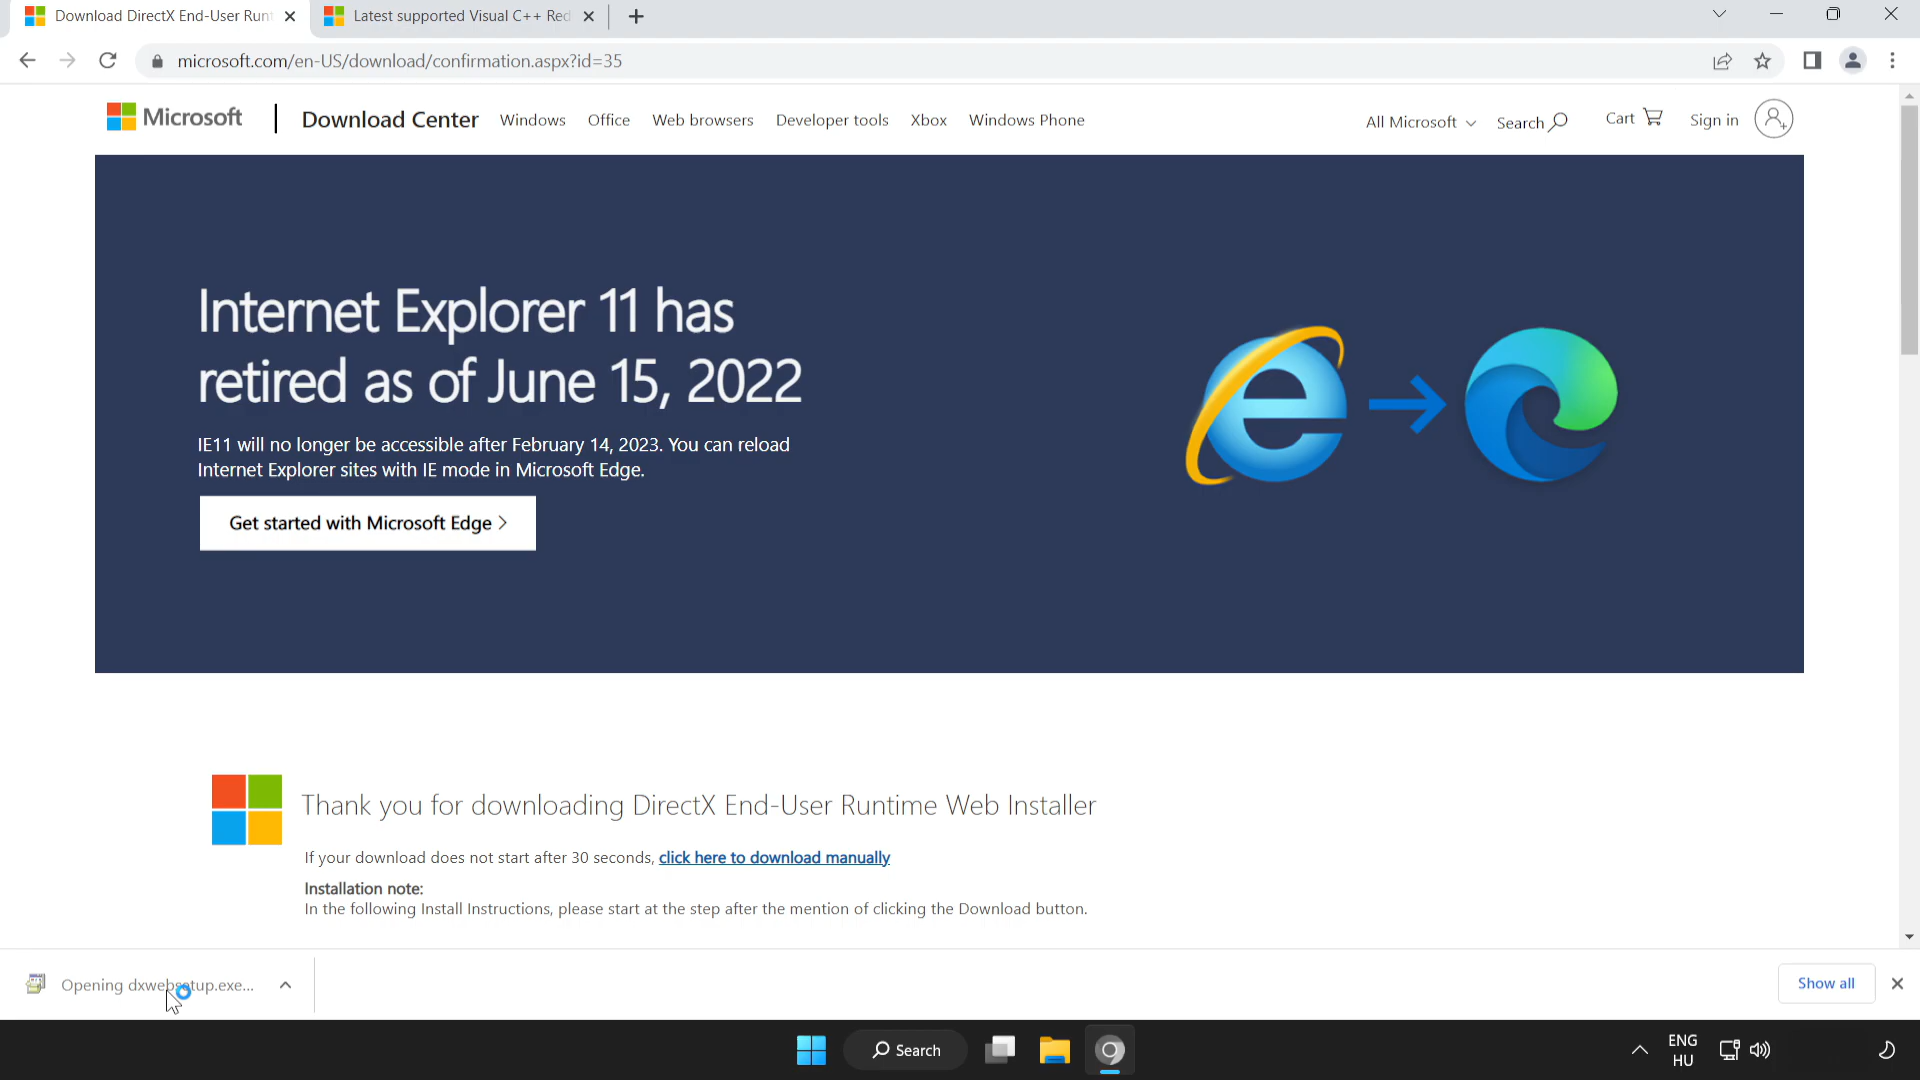 Download DirectX End-User Runt
Latest supported Visual C++ Red
microsoft.com/en-US/download/confirmation.aspx?id=35
Microsoft
Download Center
Windows
Office
Web browsers
Developer tools
Xbox
Windows Phone
All Microsoft
Search
Cart
Sign in
Internet Explorer 11 has
retired as of June 15, 2022
IE11 will no longer be accessible after February 14, 2023. You can reload
Internet Explorer sites with IE mode in Microsoft Edge.
Get started with Microsoft Edge >
Thank you for downloading DirectX End-User Runtime Web Installer
If your download does not start after 30 seconds, click here to download manually
Installation note:
In the following Install Instructions, please start at the step after the mention of clicking the Download button.
Opening dxwebsetup.exe...
Show all
Search
ENG
HU